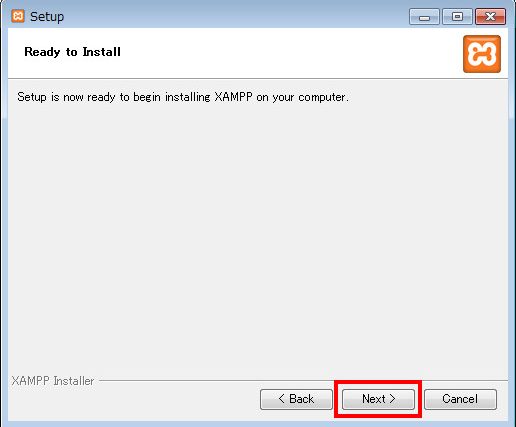 Setup
Ready to Install
Setup is now ready to begin installing XAMPP on your computer.
XAMPP Installer
< Back
Next >
Cancel